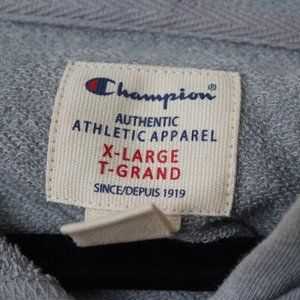 Champion
AUTHENTIC
ATHLETIC APPAREL
X-LARGE
T-GRAND
SINCE/DEPUIS 1919